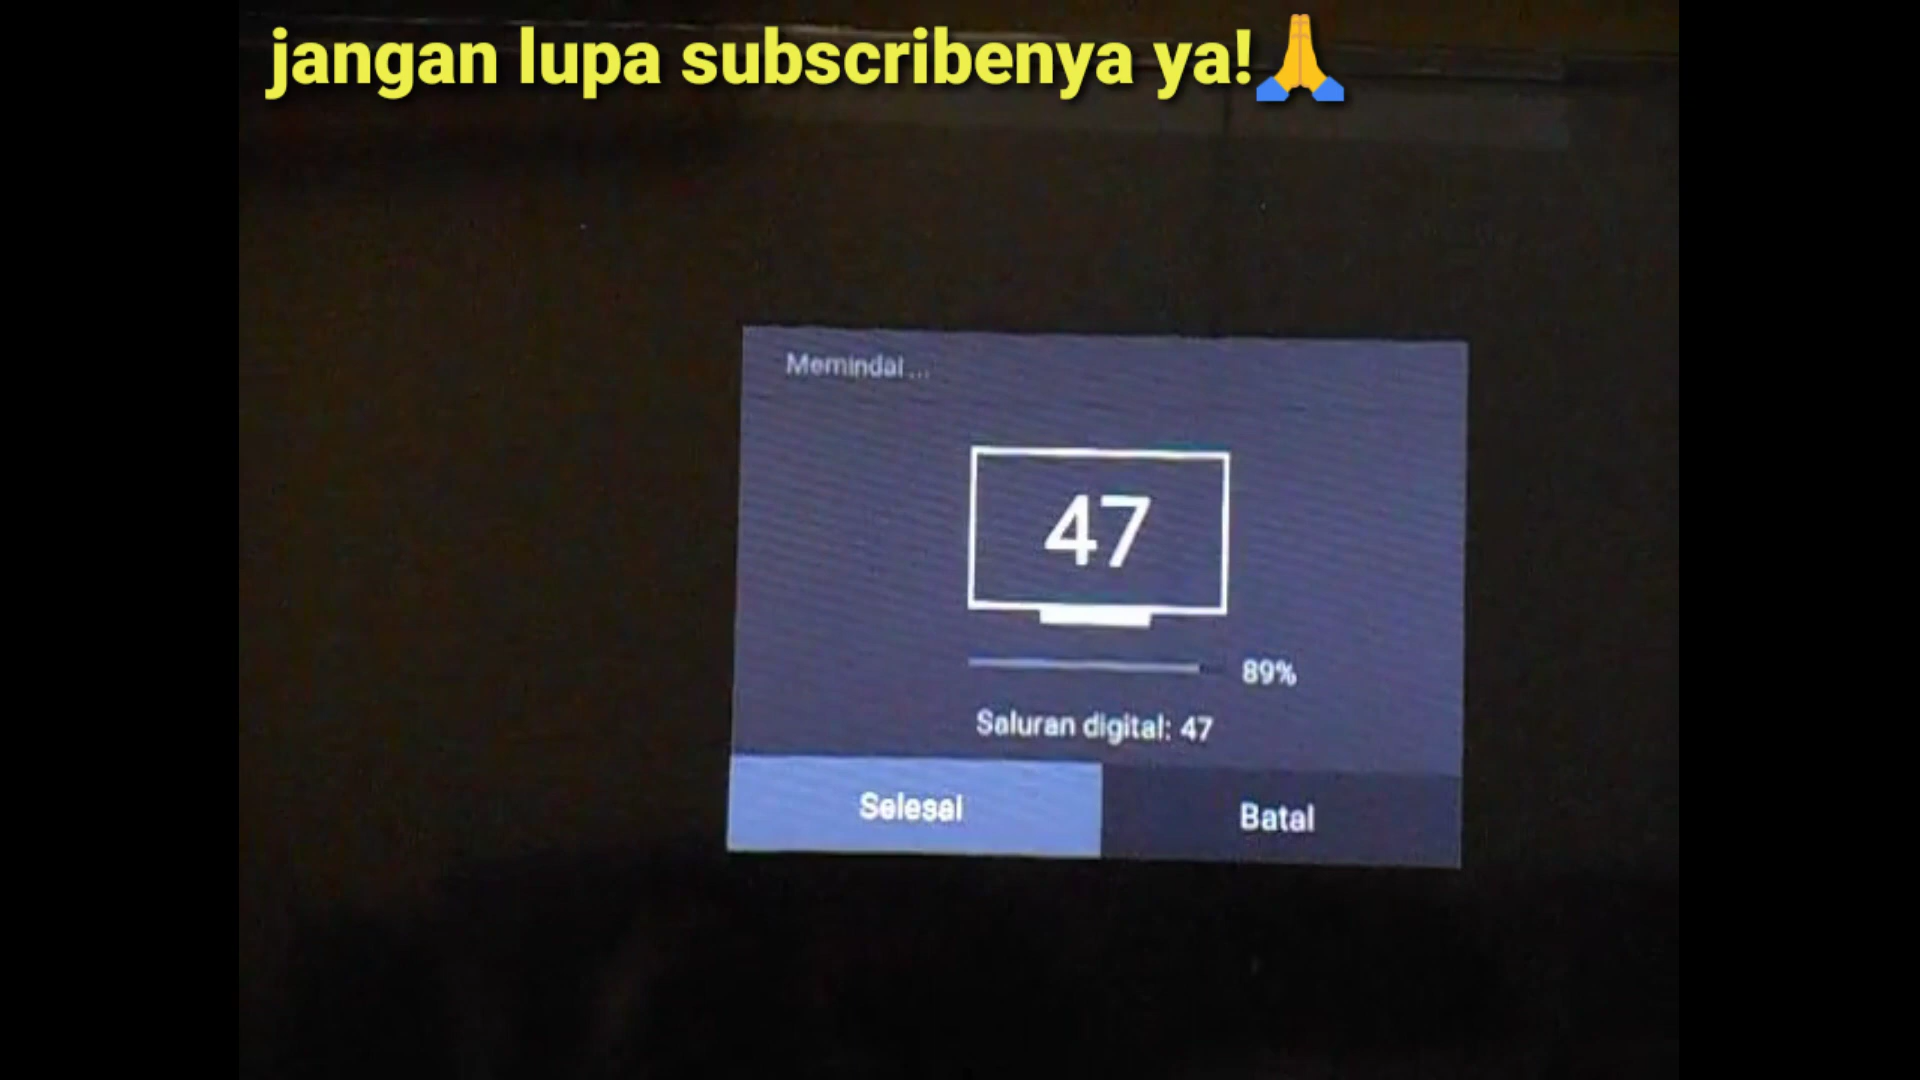 jangan lupa subscribenya ya!🙏
Memindai ...
47
89%
Saluran digital: 47
Selesai
Batal